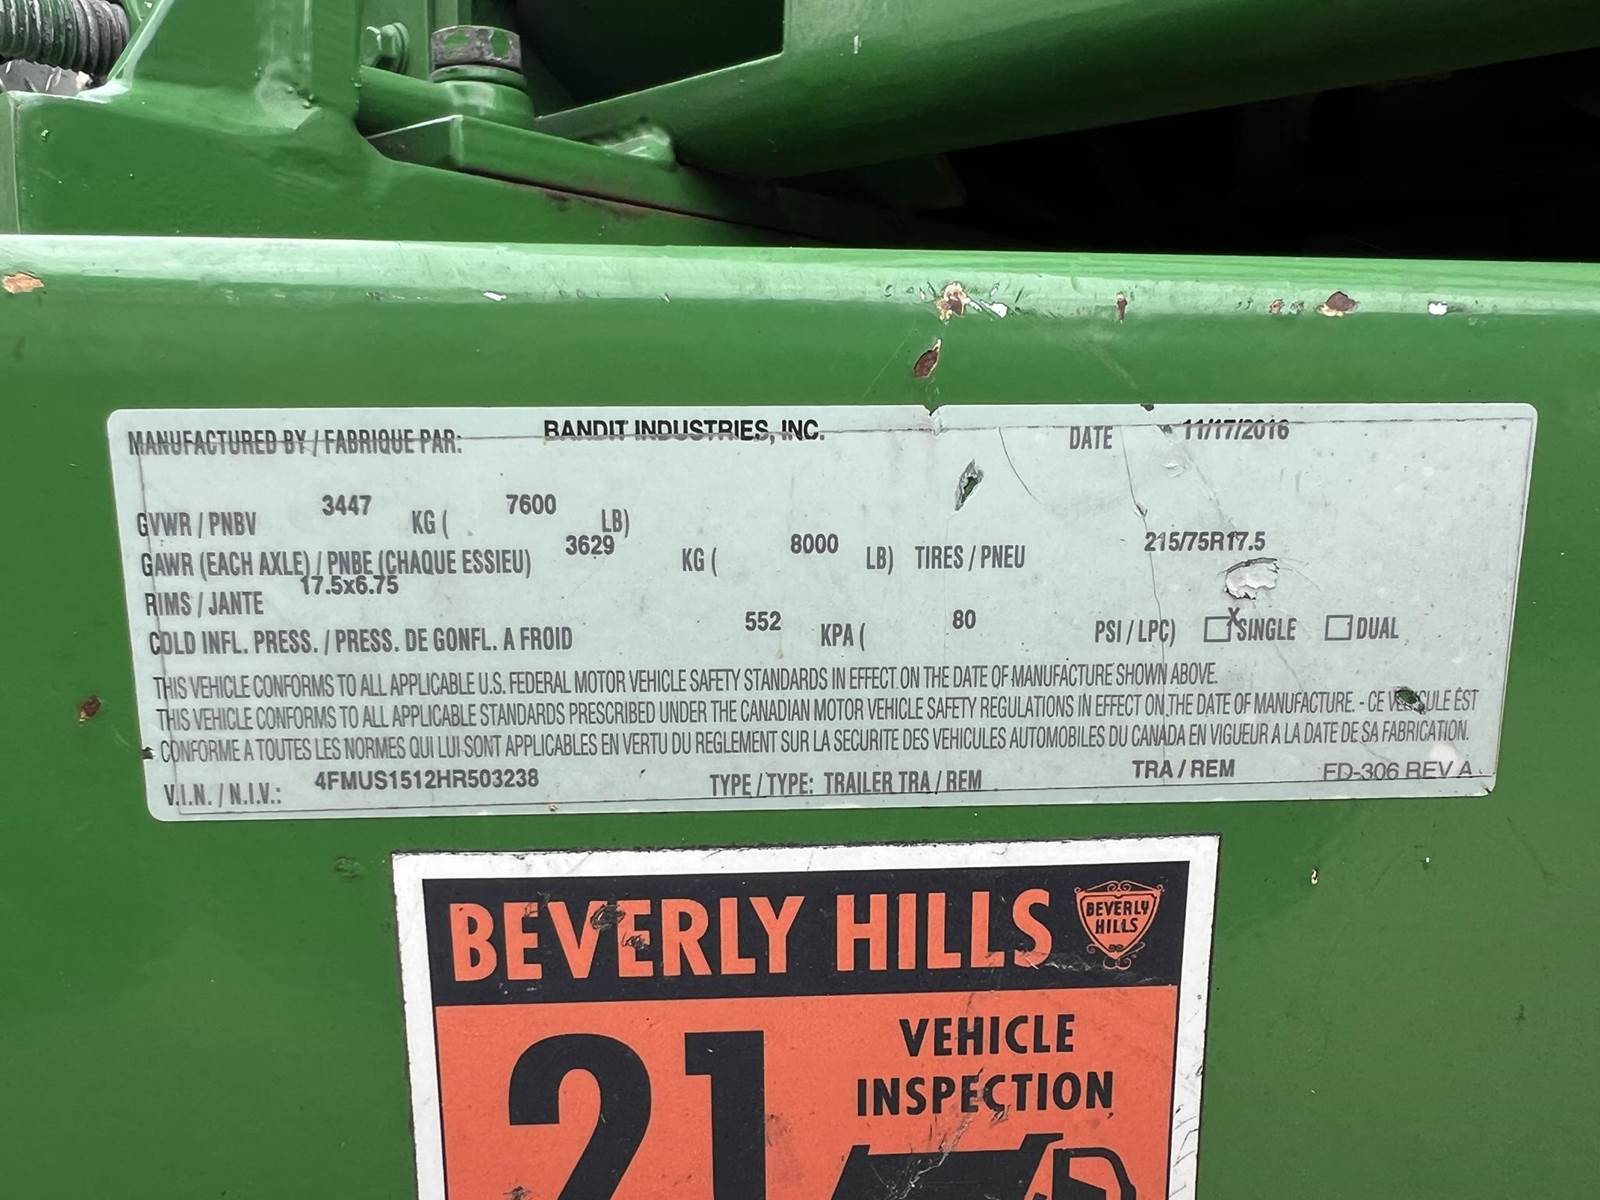 MANUFACTURED BY / FABRIQUE PAR: BANDIT INDUSTRIES, INC. DATE 11/17/2016
GVWR / PNBV 3447 KG ( 7600 LB)
GAWR (EACH AXLE) / PNBE (CHAQUE ESSIEU) 3629 KG ( 8000 LB) TIRES / PNEU 215/75R17.5
RIMS / JANTE 17.5x6.75
COLD INFL. PRESS. / PRESS. DE GONFL. A FROID 552 KPA ( 80 PSI / LPC) X SINGLE DUAL
THIS VEHICLE CONFORMS TO ALL APPLICABLE U.S. FEDERAL MOTOR VEHICLE SAFETY STANDARDS IN EFFECT ON THE DATE OF MANUFACTURE SHOWN ABOVE.
THIS VEHICLE CONFORMS TO ALL APPLICABLE STANDARDS PRESCRIBED UNDER THE CANADIAN MOTOR VEHICLE SAFETY REGULATIONS IN EFFECT ON THE DATE OF MANUFACTURE. - CE VEHICULE EST
CONFORME A TOUTES LES NORMES QUI LUI SONT APPLICABLES EN VERTU DU REGLEMENT SUR LA SECURITE DES VEHICULES AUTOMOBILES DU CANADA EN VIGUEUR A LA DATE DE SA FABRICATION.
V.I.N. / N.I.V.: 4FMUS1512HR503238 TYPE / TYPE: TRAILER TRA / REM TRA / REM FD-306 REV A
BEVERLY HILLS BEVERLY
HILLS
21 VEHICLE
INSPECTION